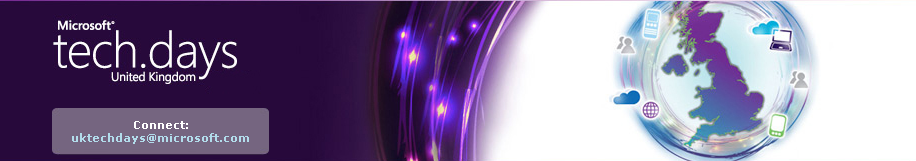 Microsoft®
tech.days
United Kingdom
Connect:
uktechdays@microsoft.com